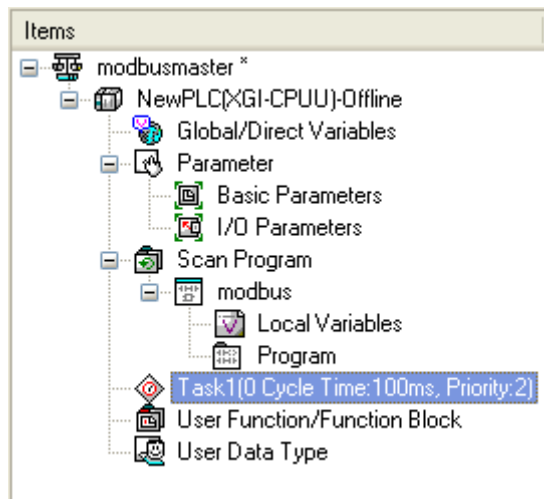 Items
modbusmaster *
NewPLC(XGI-CPUU)-Offline
Global/Direct Variables
Parameter
Basic Parameters
I/O Parameters
Scan Program
modbus
Local Variables
Program
Task1(0 Cycle Time:100ms, Priority:2)
User Function/Function Block
User Data Type